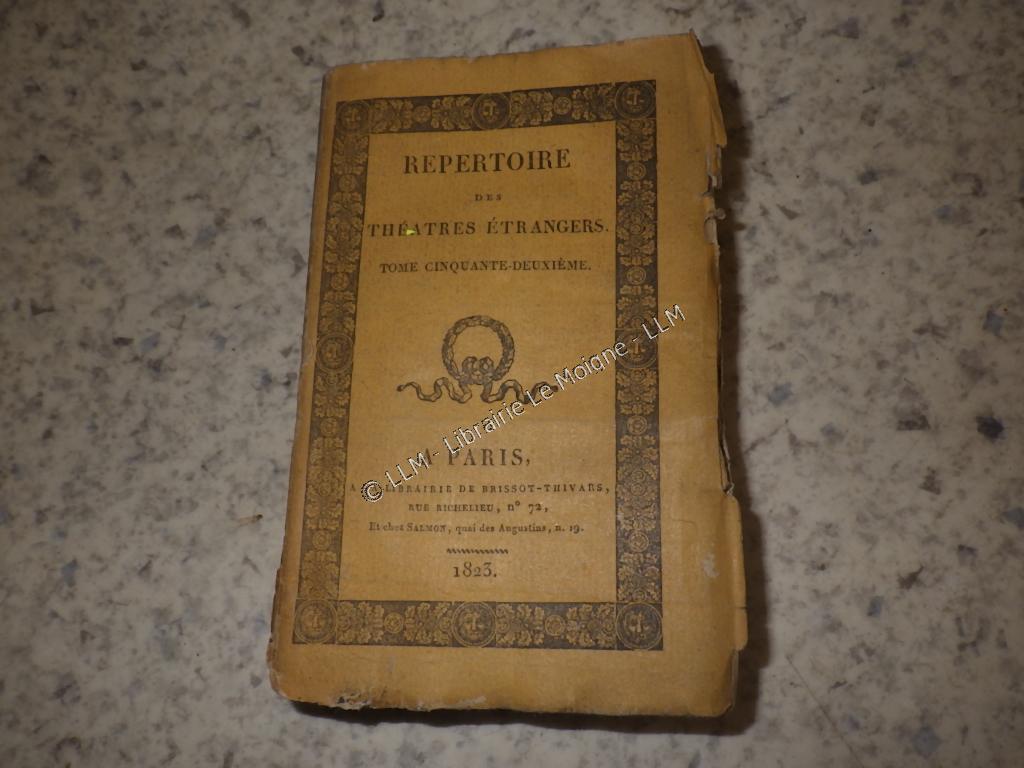 REPERTOIRE
DES
THÉATRES ÉTRANGERS.
TOME CINQUANTE-DEUXIÈME.
A PARIS,
A LIBRAIRIE DE BRISSOT-THIVARS,
RUE RICHELIEU, nº 72,
Et chez SALMON, quai des Augustins, n. 19.
1823.
© LLM - Librairie Le Moigne - LLM